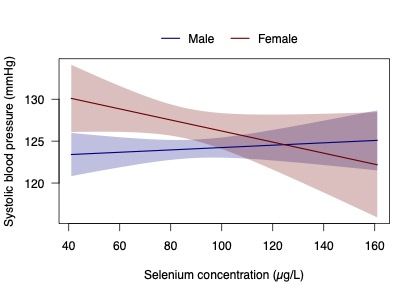 Male Female
Systolic blood pressure (mmHg)
130
125
120
40 60 80 100 120 140 160
Selenium concentration (μg/L)